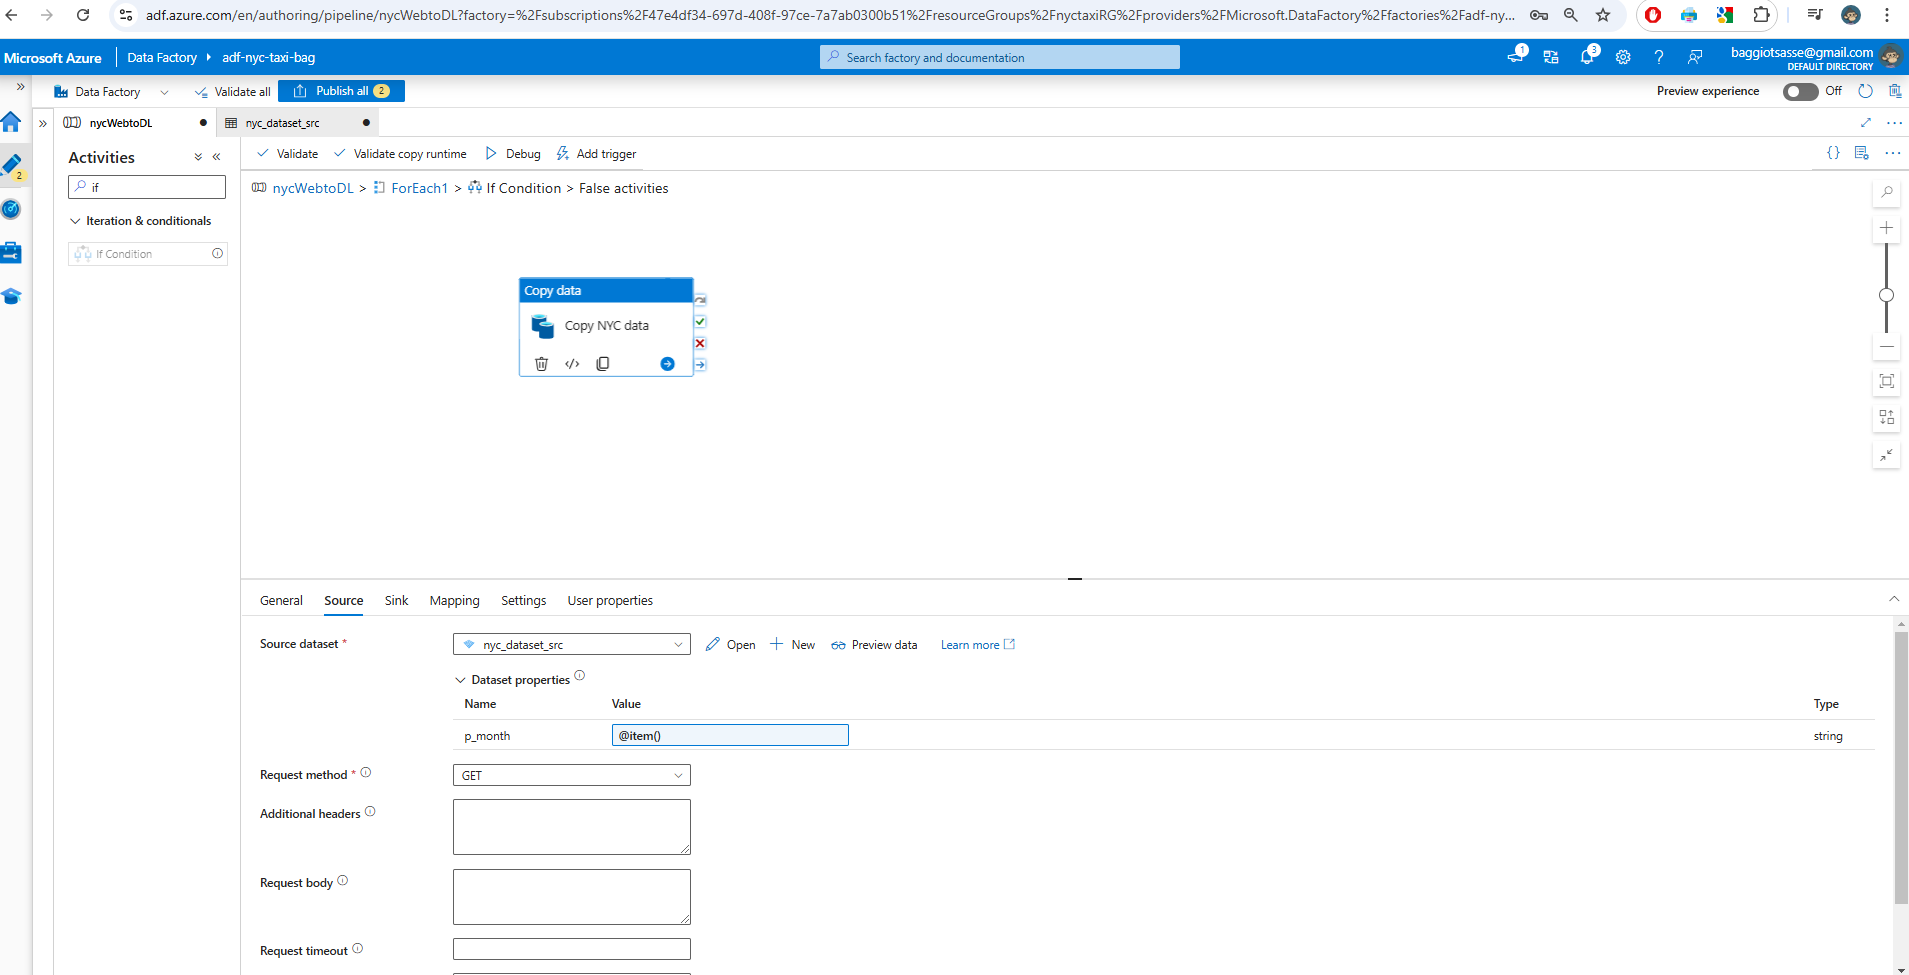 adf.azure.com/en/authoring/pipeline/nycWebtoDL?factory=%2Fsubscriptions%2F47e4df34-697d-408f-97ce-7a7ab0300b51%2FresourceGroups%2FnyctaxiRG%2Fproviders%2FMicrosoft.DataFactory%2Ffactories%2Fadf-ny...
Microsoft Azure Data Factory adf-nyc-taxi-bag Search factory and documentation 1 3 baggiotsasse@gmail.com
DEFAULT DIRECTORY
Data Factory Validate all Publish all 2 Preview experience Off
nycWebtoDL nyc_dataset_src
2
Activities
if
Iteration & conditionals
If Condition
Validate Validate copy runtime Debug Add trigger
nycWebtoDL > ForEach1 > If Condition > False activities
Copy data
Copy NYC data
General Source Sink Mapping Settings User properties
Source dataset * nyc_dataset_src Open New Preview data Learn more
Dataset properties
Name Value Type
p_month @item() string
Request method * GET
Additional headers
Request body
Request timeout